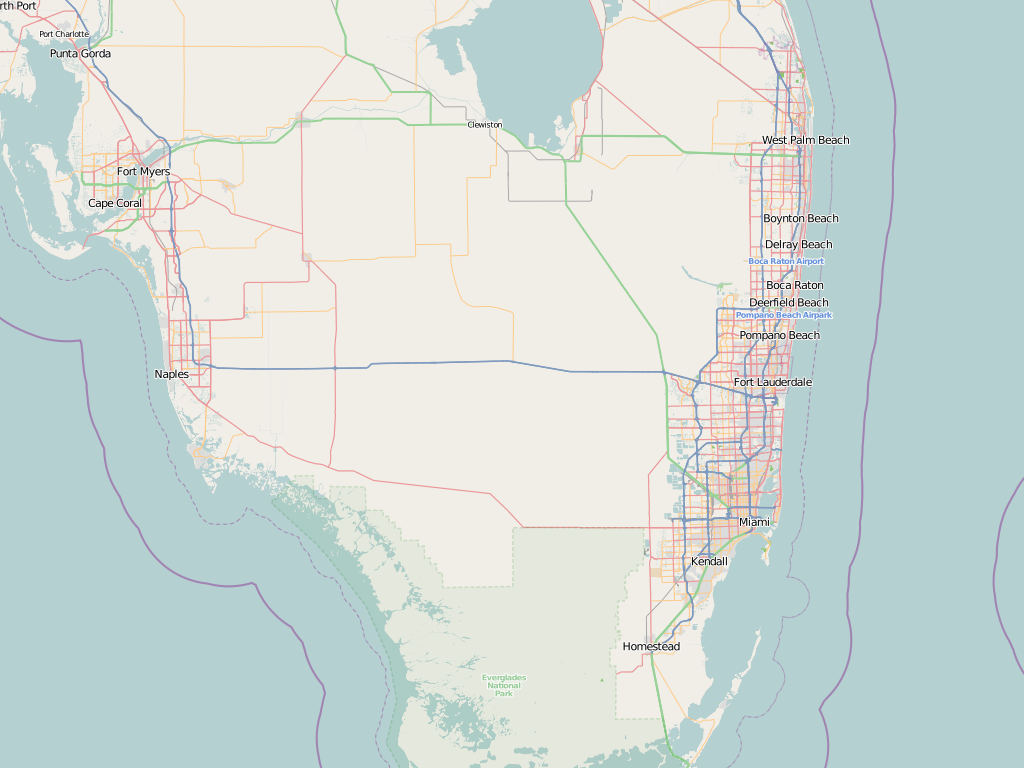 rth Port
Port Charlotte
Punta Gorda
Clewiston
West Palm Beach
Fort Myers
Cape Coral
Boynton Beach
Delray Beach
Boca Raton Airport
Boca Raton
Deerfield Beach
Pompano Beach Airpark
Pompano Beach
Naples
Fort Lauderdale
Miami
Kendall
Homestead
Everglades
National
Park